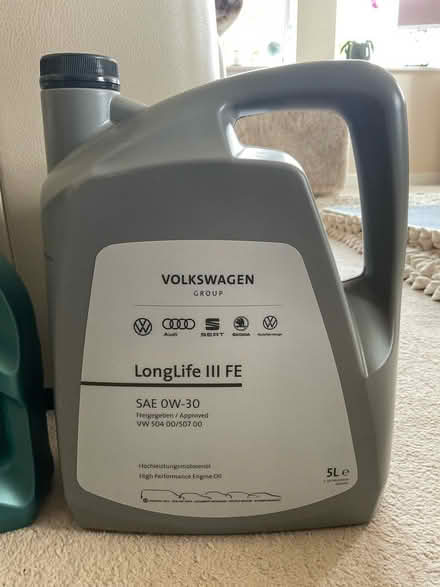 VOLKSWAGEN
GROUP
Audi SEAT ŠKODA
LongLife III FE
SAE 0W-30
Freigegeben / Approved
VW 504 00/507 00
Hochleistungsmotorenöl
High Performance Engine Oil
5L e